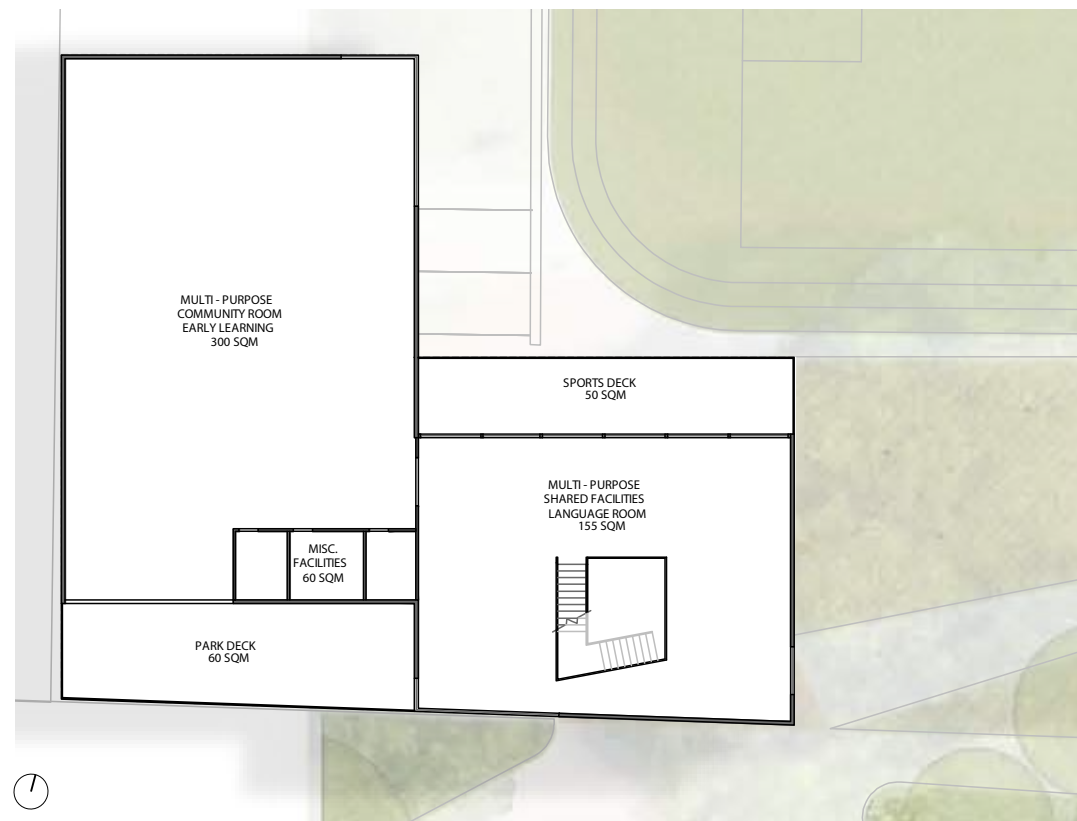 MULTI - PURPOSE
COMMUNITY ROOM
EARLY LEARNING
300 SQM
SPORTS DECK
50 SQM
MULTI - PURPOSE
SHARED FACILITIES
LANGUAGE ROOM
155 SQM
MISC.
FACILITIES
60 SQM
PARK DECK
60 SQM